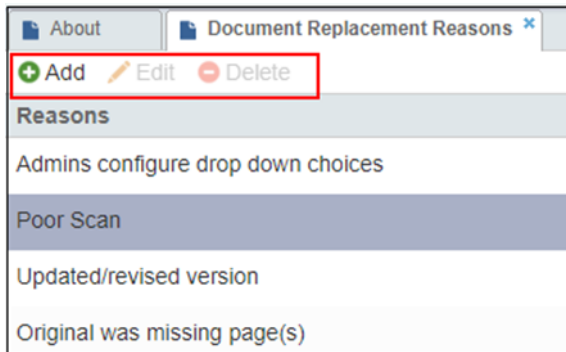 About Document Replacement Reasons ×
Add Edit Delete
Reasons
Admins configure drop down choices
Poor Scan
Updated/revised version
Original was missing page(s)